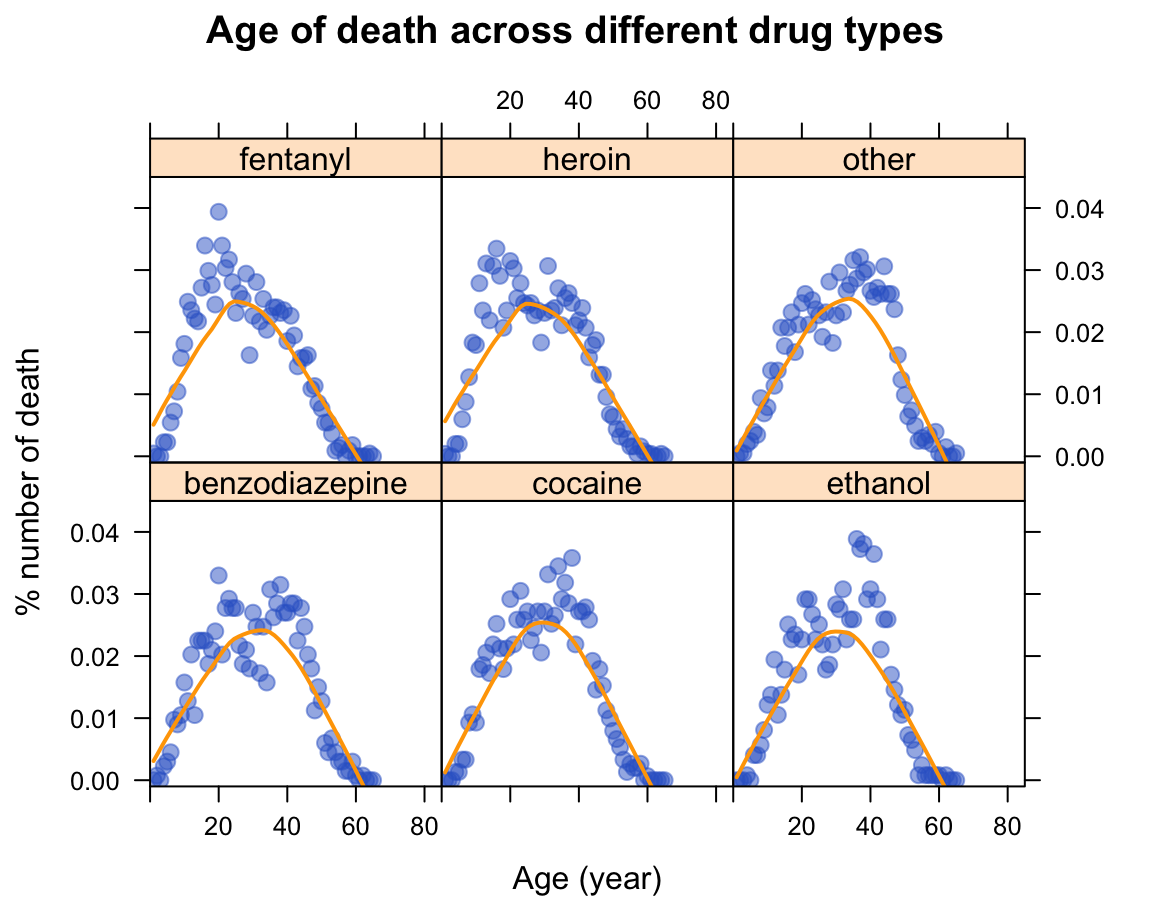 Age of death across different drug types
20 40 60 80
fentanyl heroin other
0.04
0.03
0.02
0.01
0.00
benzodiazepine cocaine ethanol
0.04
0.03
0.02
0.01
0.00
20 40 60 80 20 40 60 80
Age (year)
% number of death